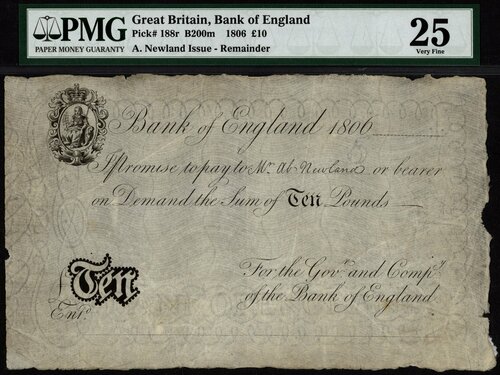 PMG
PAPER MONEY GUARANTY
Great Britain, Bank of England
Pick# 188r B200m 1806 £10
A. Newland Issue - Remainder
25
Very Fine
Bank of England 1806
I Promise to pay to Mr. Ab. Newland or bearer
on Demand the Sum of Ten Pounds
For the Govr. and Compa.
of the Bank of England
£Ten
Entd.